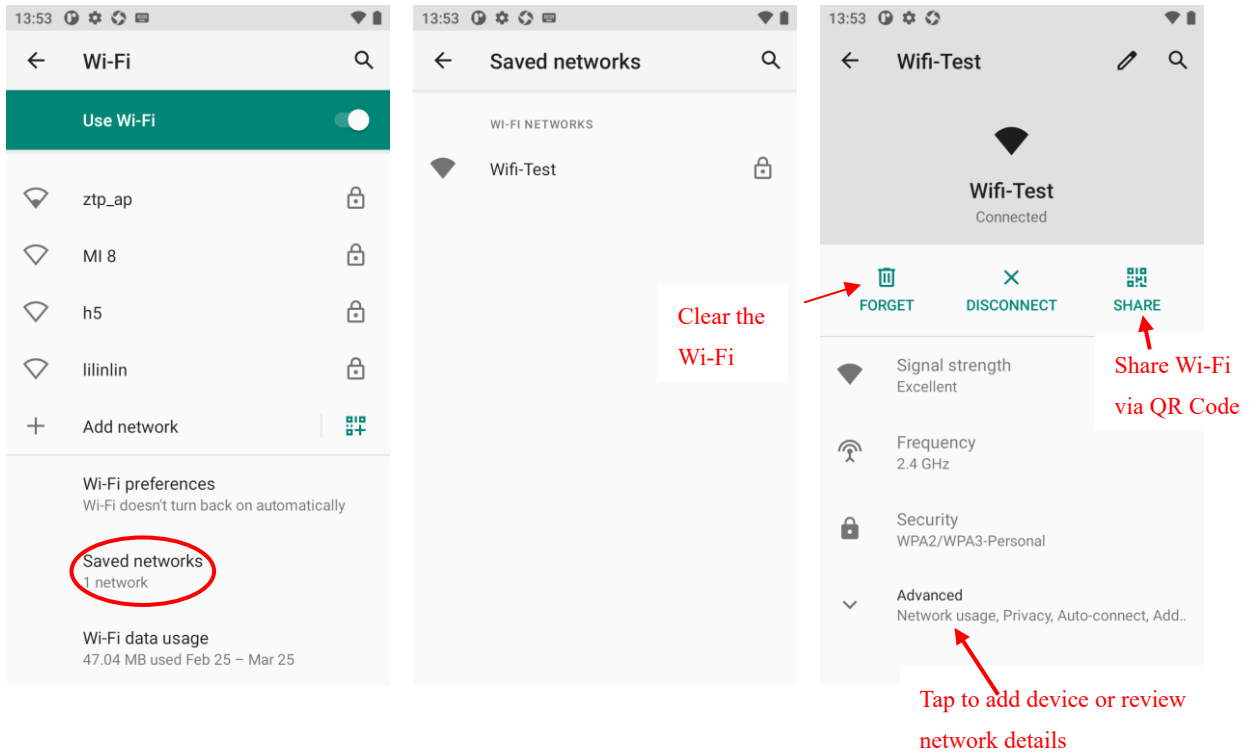 13:53
Wi-Fi
Use Wi-Fi
ztp_ap
MI 8
h5
lilinlin
Add network
Wi-Fi preferences
Wi-Fi doesn't turn back on automatically
Saved networks
1 network
Wi-Fi data usage
47.04 MB used Feb 25 – Mar 25
13:53
Saved networks
WI-FI NETWORKS
Wifi-Test
Clear the
Wi-Fi
13:53
Wifi-Test
Wifi-Test
Connected
FORGET
DISCONNECT
SHARE
Share Wi-Fi
via QR Code
Signal strength
Excellent
Frequency
2.4 GHz
Security
WPA2/WPA3-Personal
Advanced
Network usage, Privacy, Auto-connect, Add..
Tap to add device or review
network details